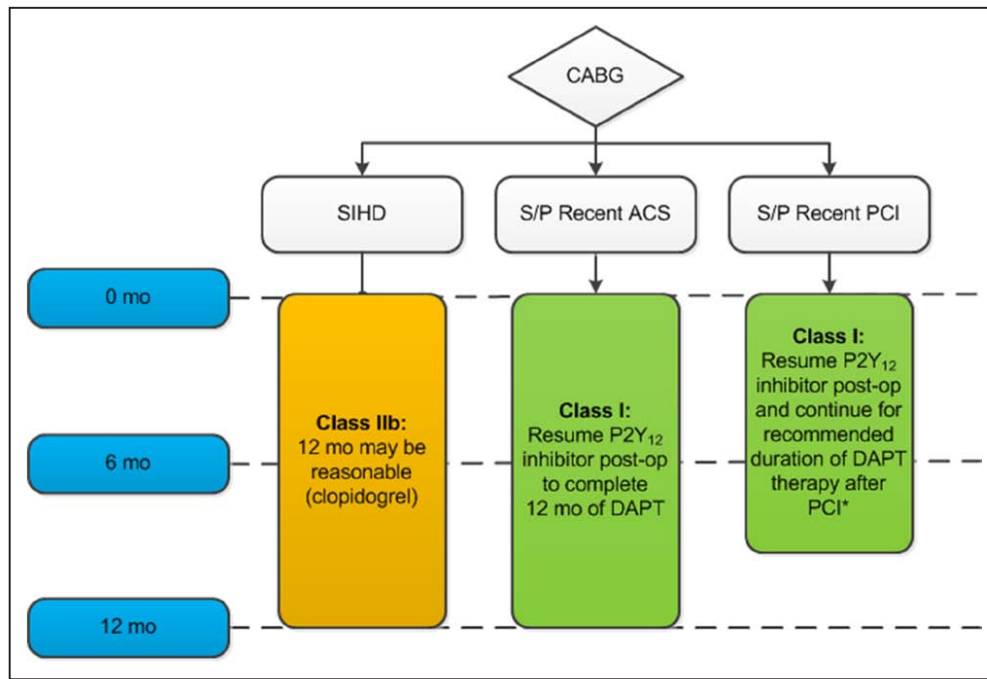 CABG
SIHD
S/P Recent ACS
S/P Recent PCI
0 mo
6 mo
12 mo
Class IIb:
12 mo may be
reasonable
(clopidogrel)
Class I:
Resume P2Y₁₂
inhibitor post-op
to complete
12 mo of DAPT
Class I:
Resume P2Y₁₂
inhibitor post-op
and continue for
recommended
duration of DAPT
therapy after
PCI*